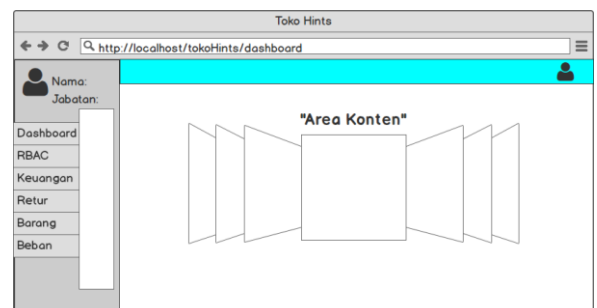 Toko Hints
http://localhost/tokoHints/dashboard
Nama:
Jabatan:
Dashboard
RBAC
Keuangan
Retur
Barang
Beban
"Area Konten"